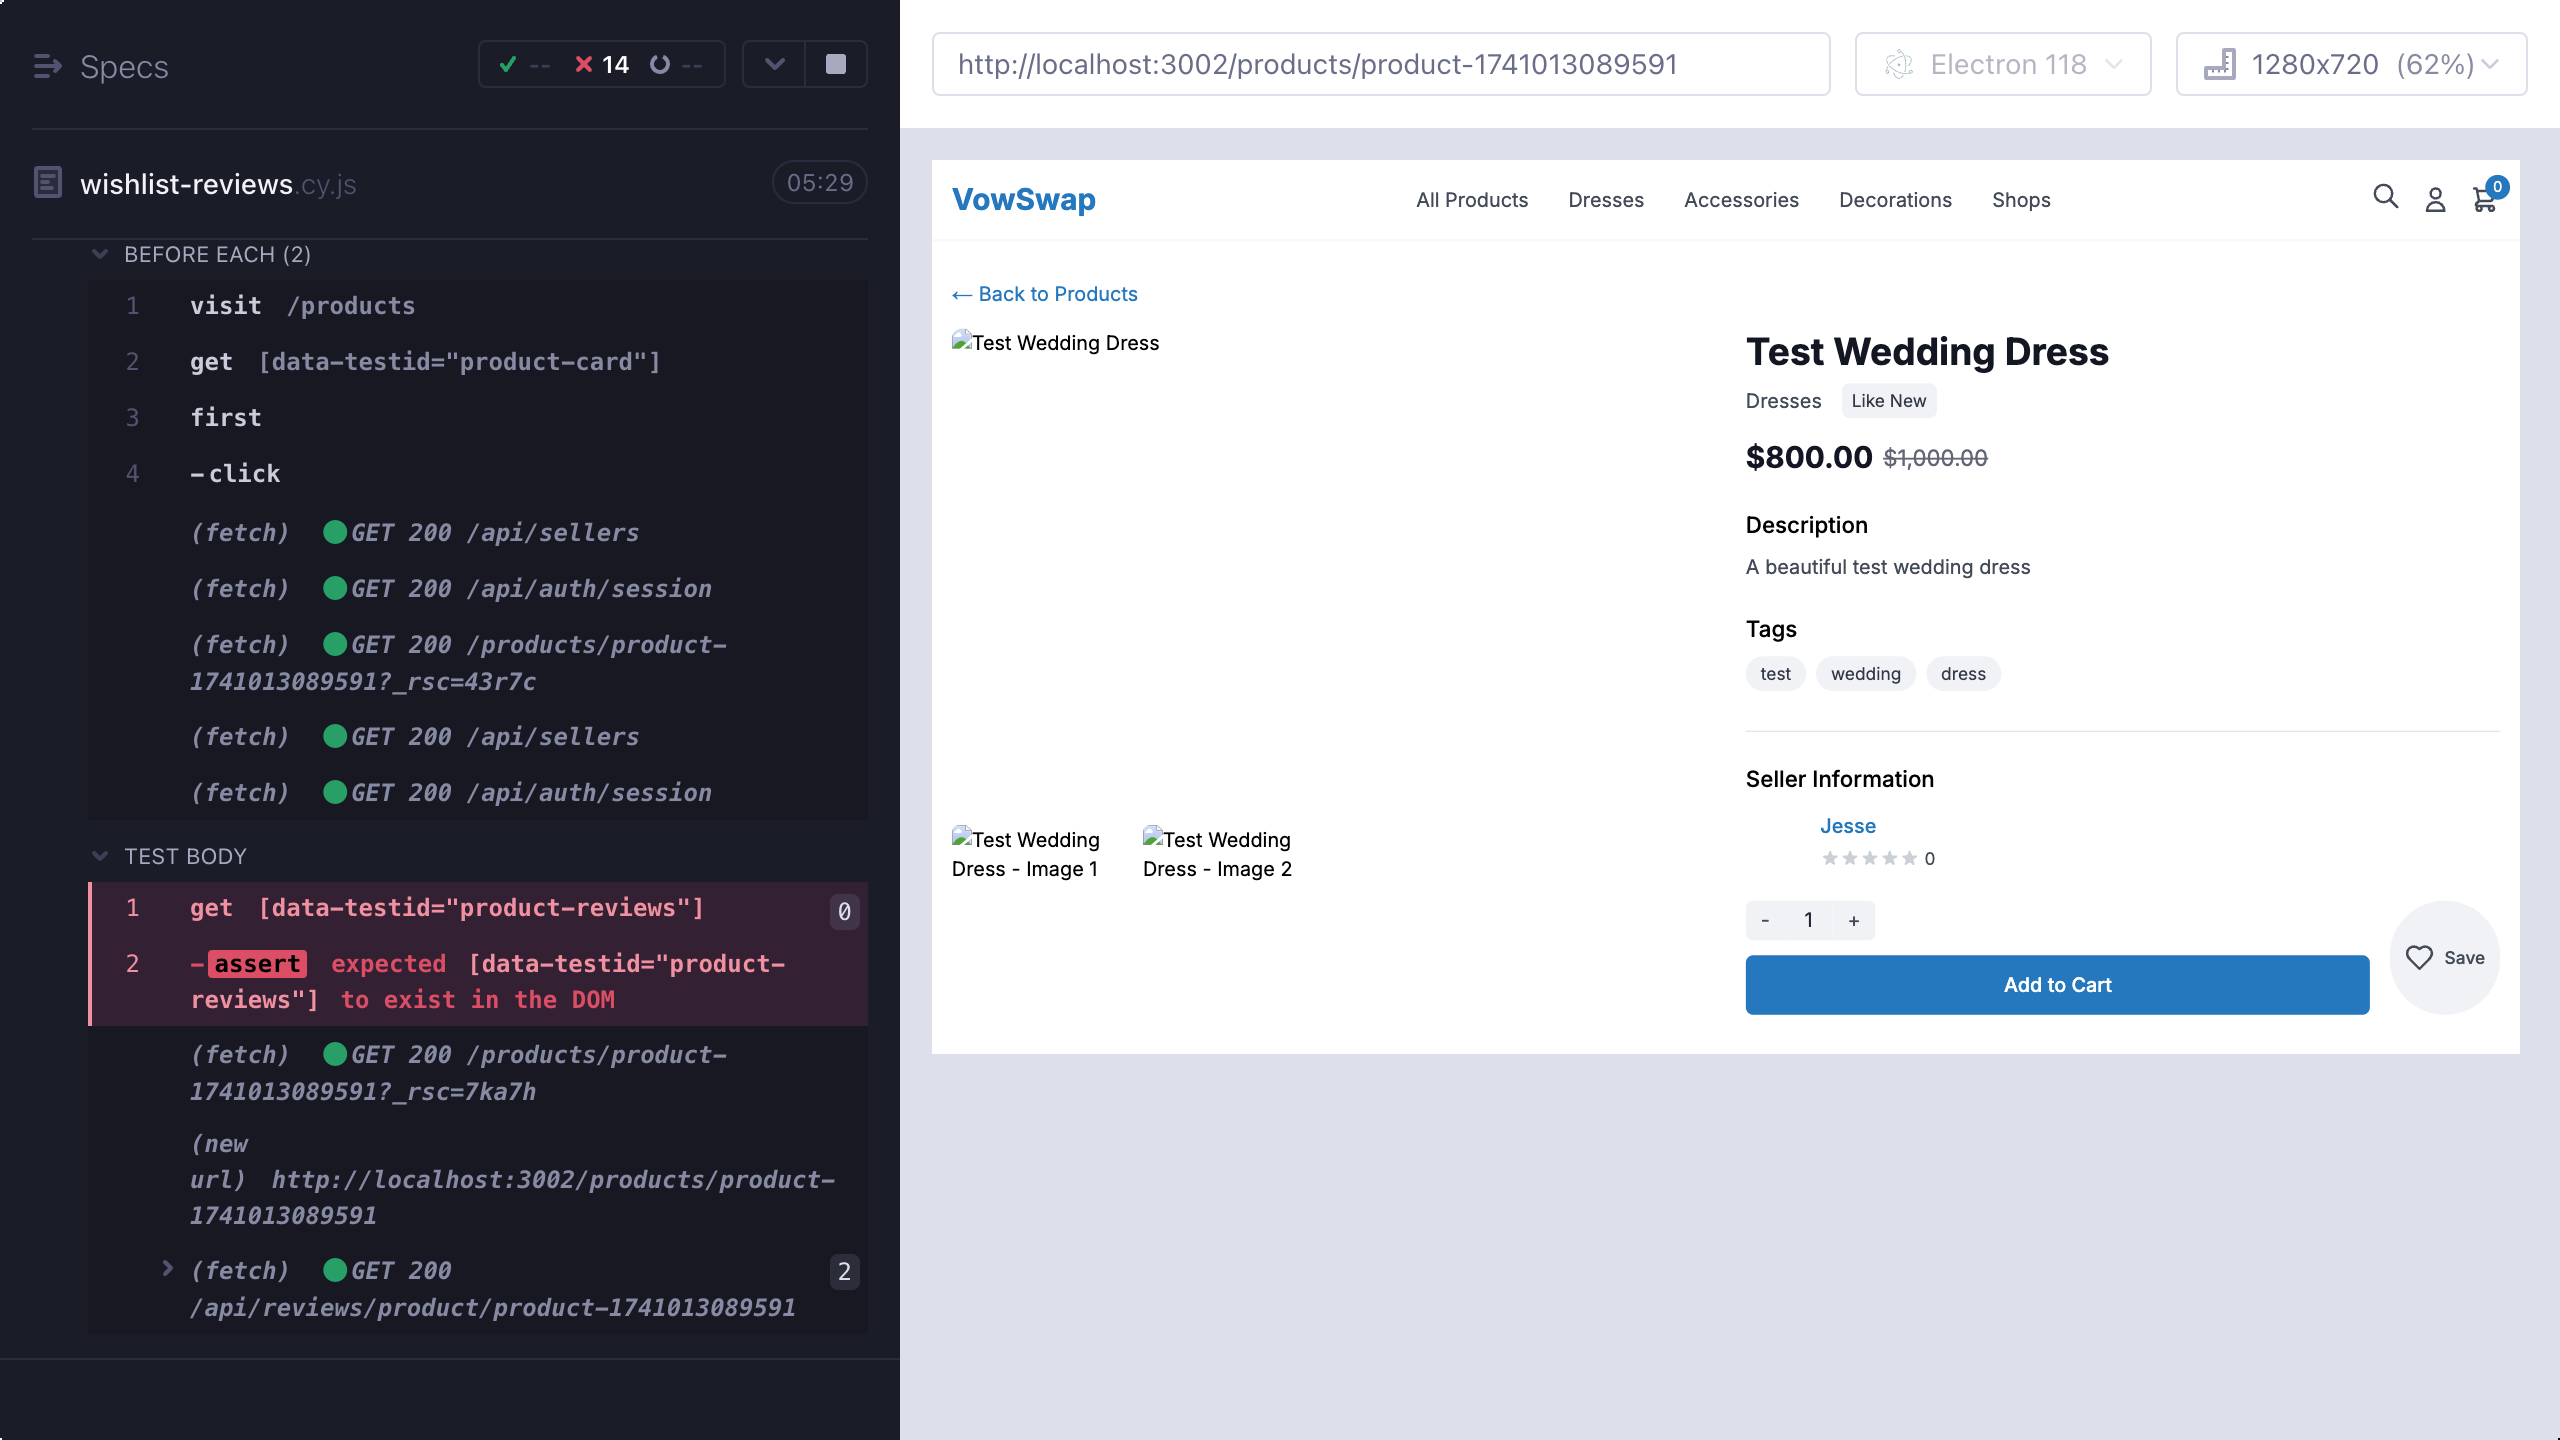 Specs
-- 14 --
wishlist-reviews.cy.js
05:29
BEFORE EACH (2)
1 visit /products
2 get [data-testid="product-card"]
3 first
4 -click
(fetch) GET 200 /api/sellers
(fetch) GET 200 /api/auth/session
(fetch) GET 200 /products/product-
1741013089591?_rsc=43r7c
(fetch) GET 200 /api/sellers
(fetch) GET 200 /api/auth/session
TEST BODY
1 get [data-testid="product-reviews"] 0
2 -assert expected [data-testid="product-
reviews"] to exist in the DOM
(fetch) GET 200 /products/product-
1741013089591?_rsc=7ka7h
(new
url) http://localhost:3002/products/product-
1741013089591
(fetch) GET 200 2
/api/reviews/product/product-1741013089591
http://localhost:3002/products/product-1741013089591
Electron 118
1280x720 (62%)
VowSwap
All Products Dresses Accessories Decorations Shops
0
← Back to Products
Test Wedding Dress
Test Wedding
Dress - Image 1
Test Wedding
Dress - Image 2
Test Wedding Dress
Dresses Like New
$800.00 $1,000.00
Description
A beautiful test wedding dress
Tags
test wedding dress
Seller Information
Jesse
0
- 1 +
Add to Cart
Save